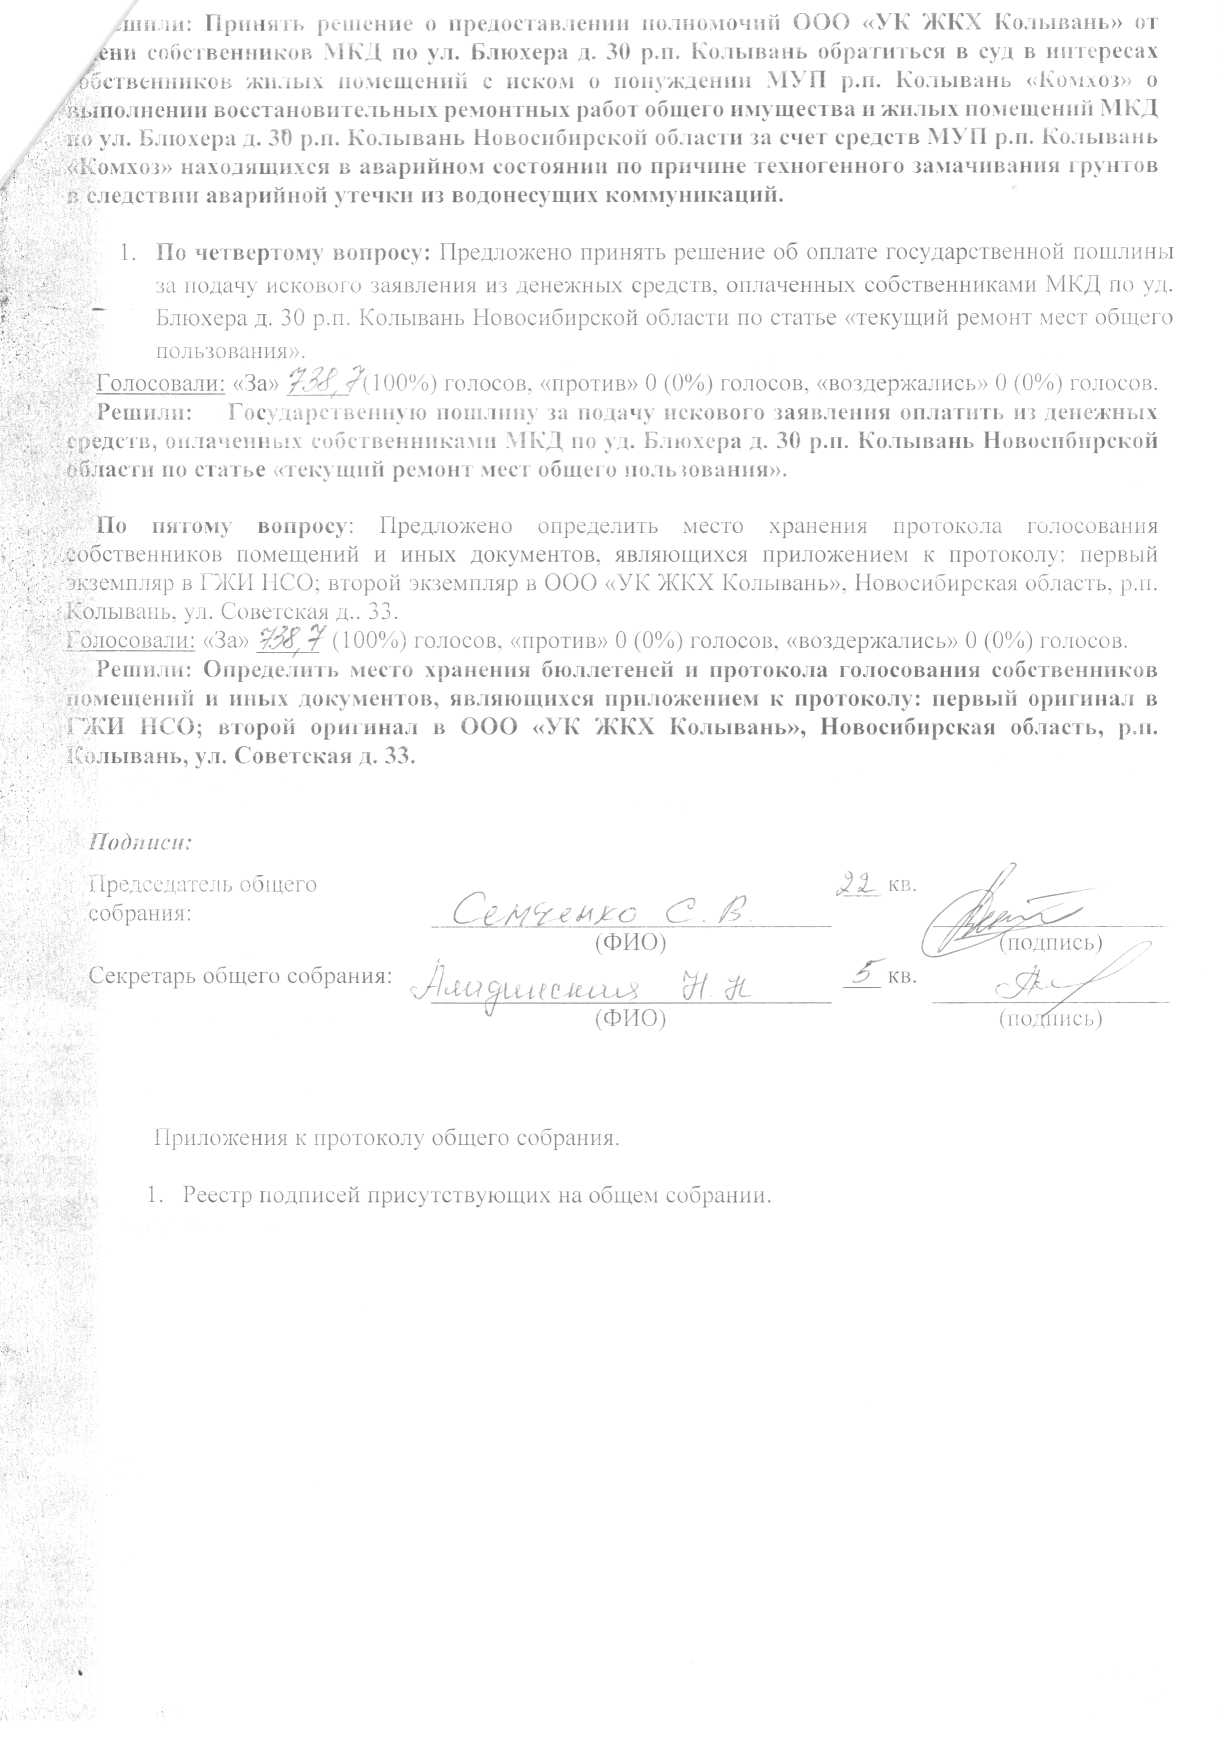 шили: Принять решение о предоставлении полномочий ООО «УК ЖКХ Колывань» от
ени собственников МКД по ул. Блюхера д. 30 р.п. Колывань обратиться в суд в интересах
обственников жилых помещений с иском о понуждении МУП р.п. Колывань «Комхоз» о
выполнении восстановительных ремонтных работ общего имущества и жилых помещений МКД
по ул. Блюхера д. 30 р.п. Колывань Новосибирской области за счет средств МУП р.п. Колывань
«Комхоз» находящихся в аварийном состоянии по причине техногенного замачивания грунтов
в следствии аварийной утечки из водонесущих коммуникаций.
1. По четвертому вопросу: Предложено принять решение об оплате государственной пошлины
за подачу искового заявления из денежных средств, оплаченных собственниками МКД по уд.
Блюхера д. 30 р.п. Колывань Новосибирской области по статье «текущий ремонт мест общего
пользования».
Голосовали: «За» 738,7 (100%) голосов, «против» 0 (0%) голосов, «воздержались» 0 (0%) голосов.
Решили: Государственную пошлину за подачу искового заявления оплатить из денежных
средств, оплаченных собственниками МКД по уд. Блюхера д. 30 р.п. Колывань Новосибирской
области по статье «текущий ремонт мест общего пользования».
По пятому вопросу: Предложено определить место хранения протокола голосования
собственников помещений и иных документов, являющихся приложением к протоколу: первый
экземпляр в ГЖИ НСО; второй экземпляр в ООО «УК ЖКХ Колывань», Новосибирская область, р.п.
Колывань, ул. Советская д.. 33.
Голосовали: «За» 738,7 (100%) голосов, «против» 0 (0%) голосов, «воздержались» 0 (0%) голосов.
Решили: Определить место хранения бюллетеней и протокола голосования собственников
помещений и иных документов, являющихся приложением к протоколу: первый оригинал в
ГЖИ НСО; второй оригинал в ООО «УК ЖКХ Колывань», Новосибирская область, р.п.
Колывань, ул. Советская д. 33.
Подписи:
Председатель общего
собрания: Семченко С. В. 22 кв.
(ФИО) (подпись)
Секретарь общего собрания: Аладинская Н. Н 5 кв.
(ФИО) (подпись)
Приложения к протоколу общего собрания.
1. Реестр подписей присутствующих на общем собрании.